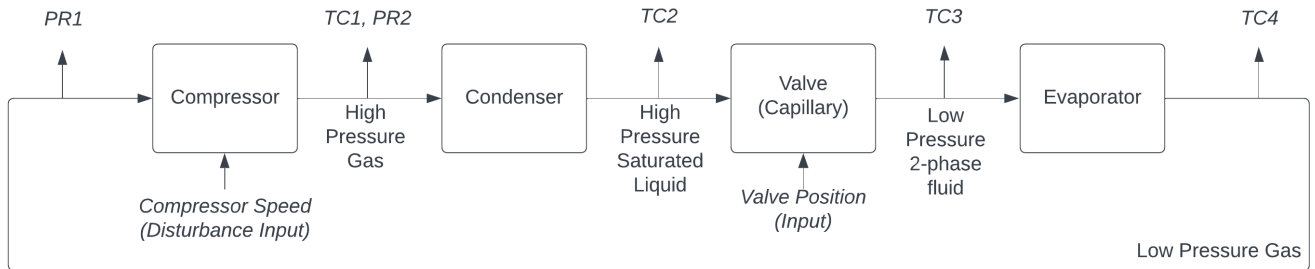 PR1
TC1, PR2
TC2
TC3
TC4
Compressor
Condenser
Valve
(Capillary)
Evaporator
High
Pressure
Gas
High
Pressure
Saturated
Liquid
Low
Pressure
2-phase
fluid
Compressor Speed
(Disturbance Input)
Valve Position
(Input)
Low Pressure Gas